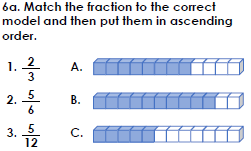 6a. Match the fraction to the correct
model and then put them in ascending
order.
1. 2/3 A.
2. 5/6 B.
3. 5/12 C.